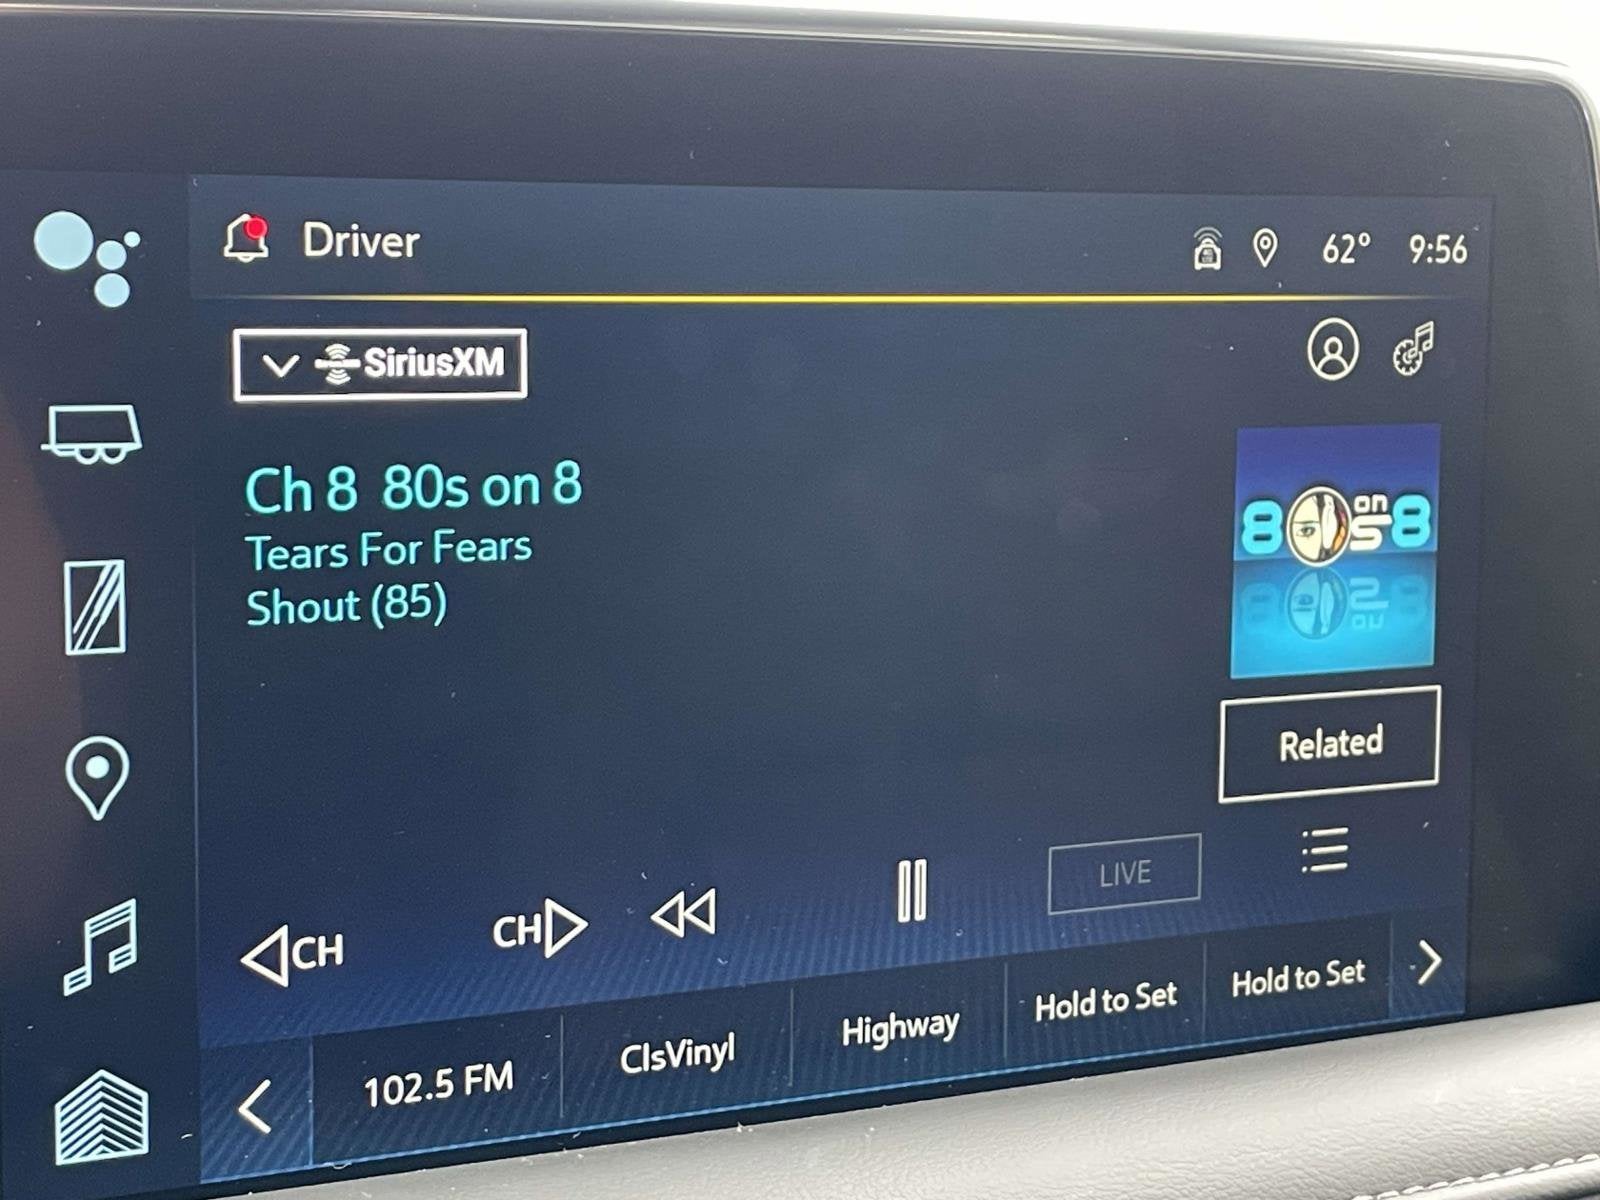 Driver
62° 9:56
SiriusXM
Ch 8 80s on 8
Tears For Fears
Shout (85)
80s on 8
Related
CH
CH
LIVE
102.5 FM
ClsVinyl
Highway
Hold to Set
Hold to Set